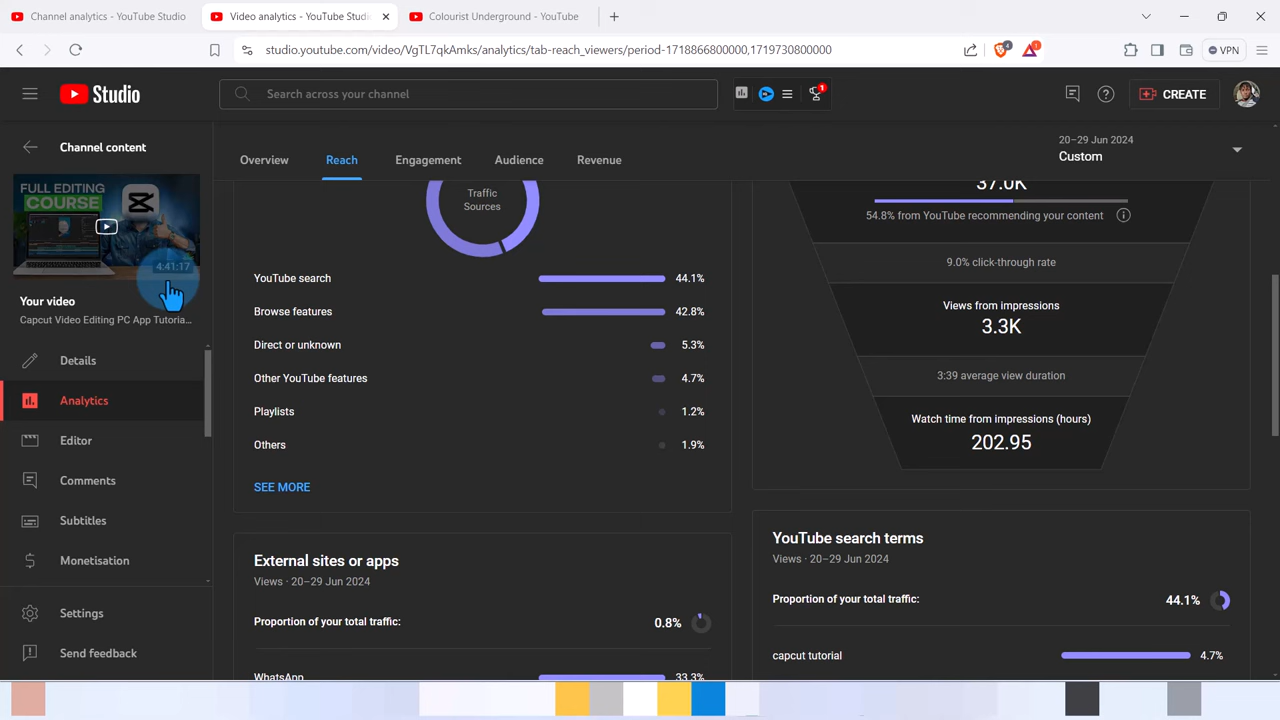 Channel analytics - YouTube Studio
Video analytics - YouTube Studi
Colourist Underground - YouTube
studio.youtube.com/video/VgTL7qkAmks/analytics/tab-reach_viewers/period-1718866800000,1719730800000
4
1
VPN
Studio
Search across your channel
1
CREATE
Channel content
Overview
Reach
Engagement
Audience
Revenue
20–29 Jun 2024
Custom
FULL EDITING
COURSE
4:41:17
Your video
Capcut Video Editing PC App Tutoria...
Details
Analytics
Editor
Comments
Subtitles
Monetisation
Settings
Send feedback
Traffic
Sources
YouTube search 44.1%
Browse features 42.8%
Direct or unknown 5.3%
Other YouTube features 4.7%
Playlists 1.2%
Others 1.9%
SEE MORE
37.0K
54.8% from YouTube recommending your content
9.0% click-through rate
Views from impressions
3.3K
3:39 average view duration
Watch time from impressions (hours)
202.95
External sites or apps
Views · 20–29 Jun 2024
Proportion of your total traffic: 0.8%
WhatsApp 33.3%
YouTube search terms
Views · 20–29 Jun 2024
Proportion of your total traffic: 44.1%
capcut tutorial 4.7%